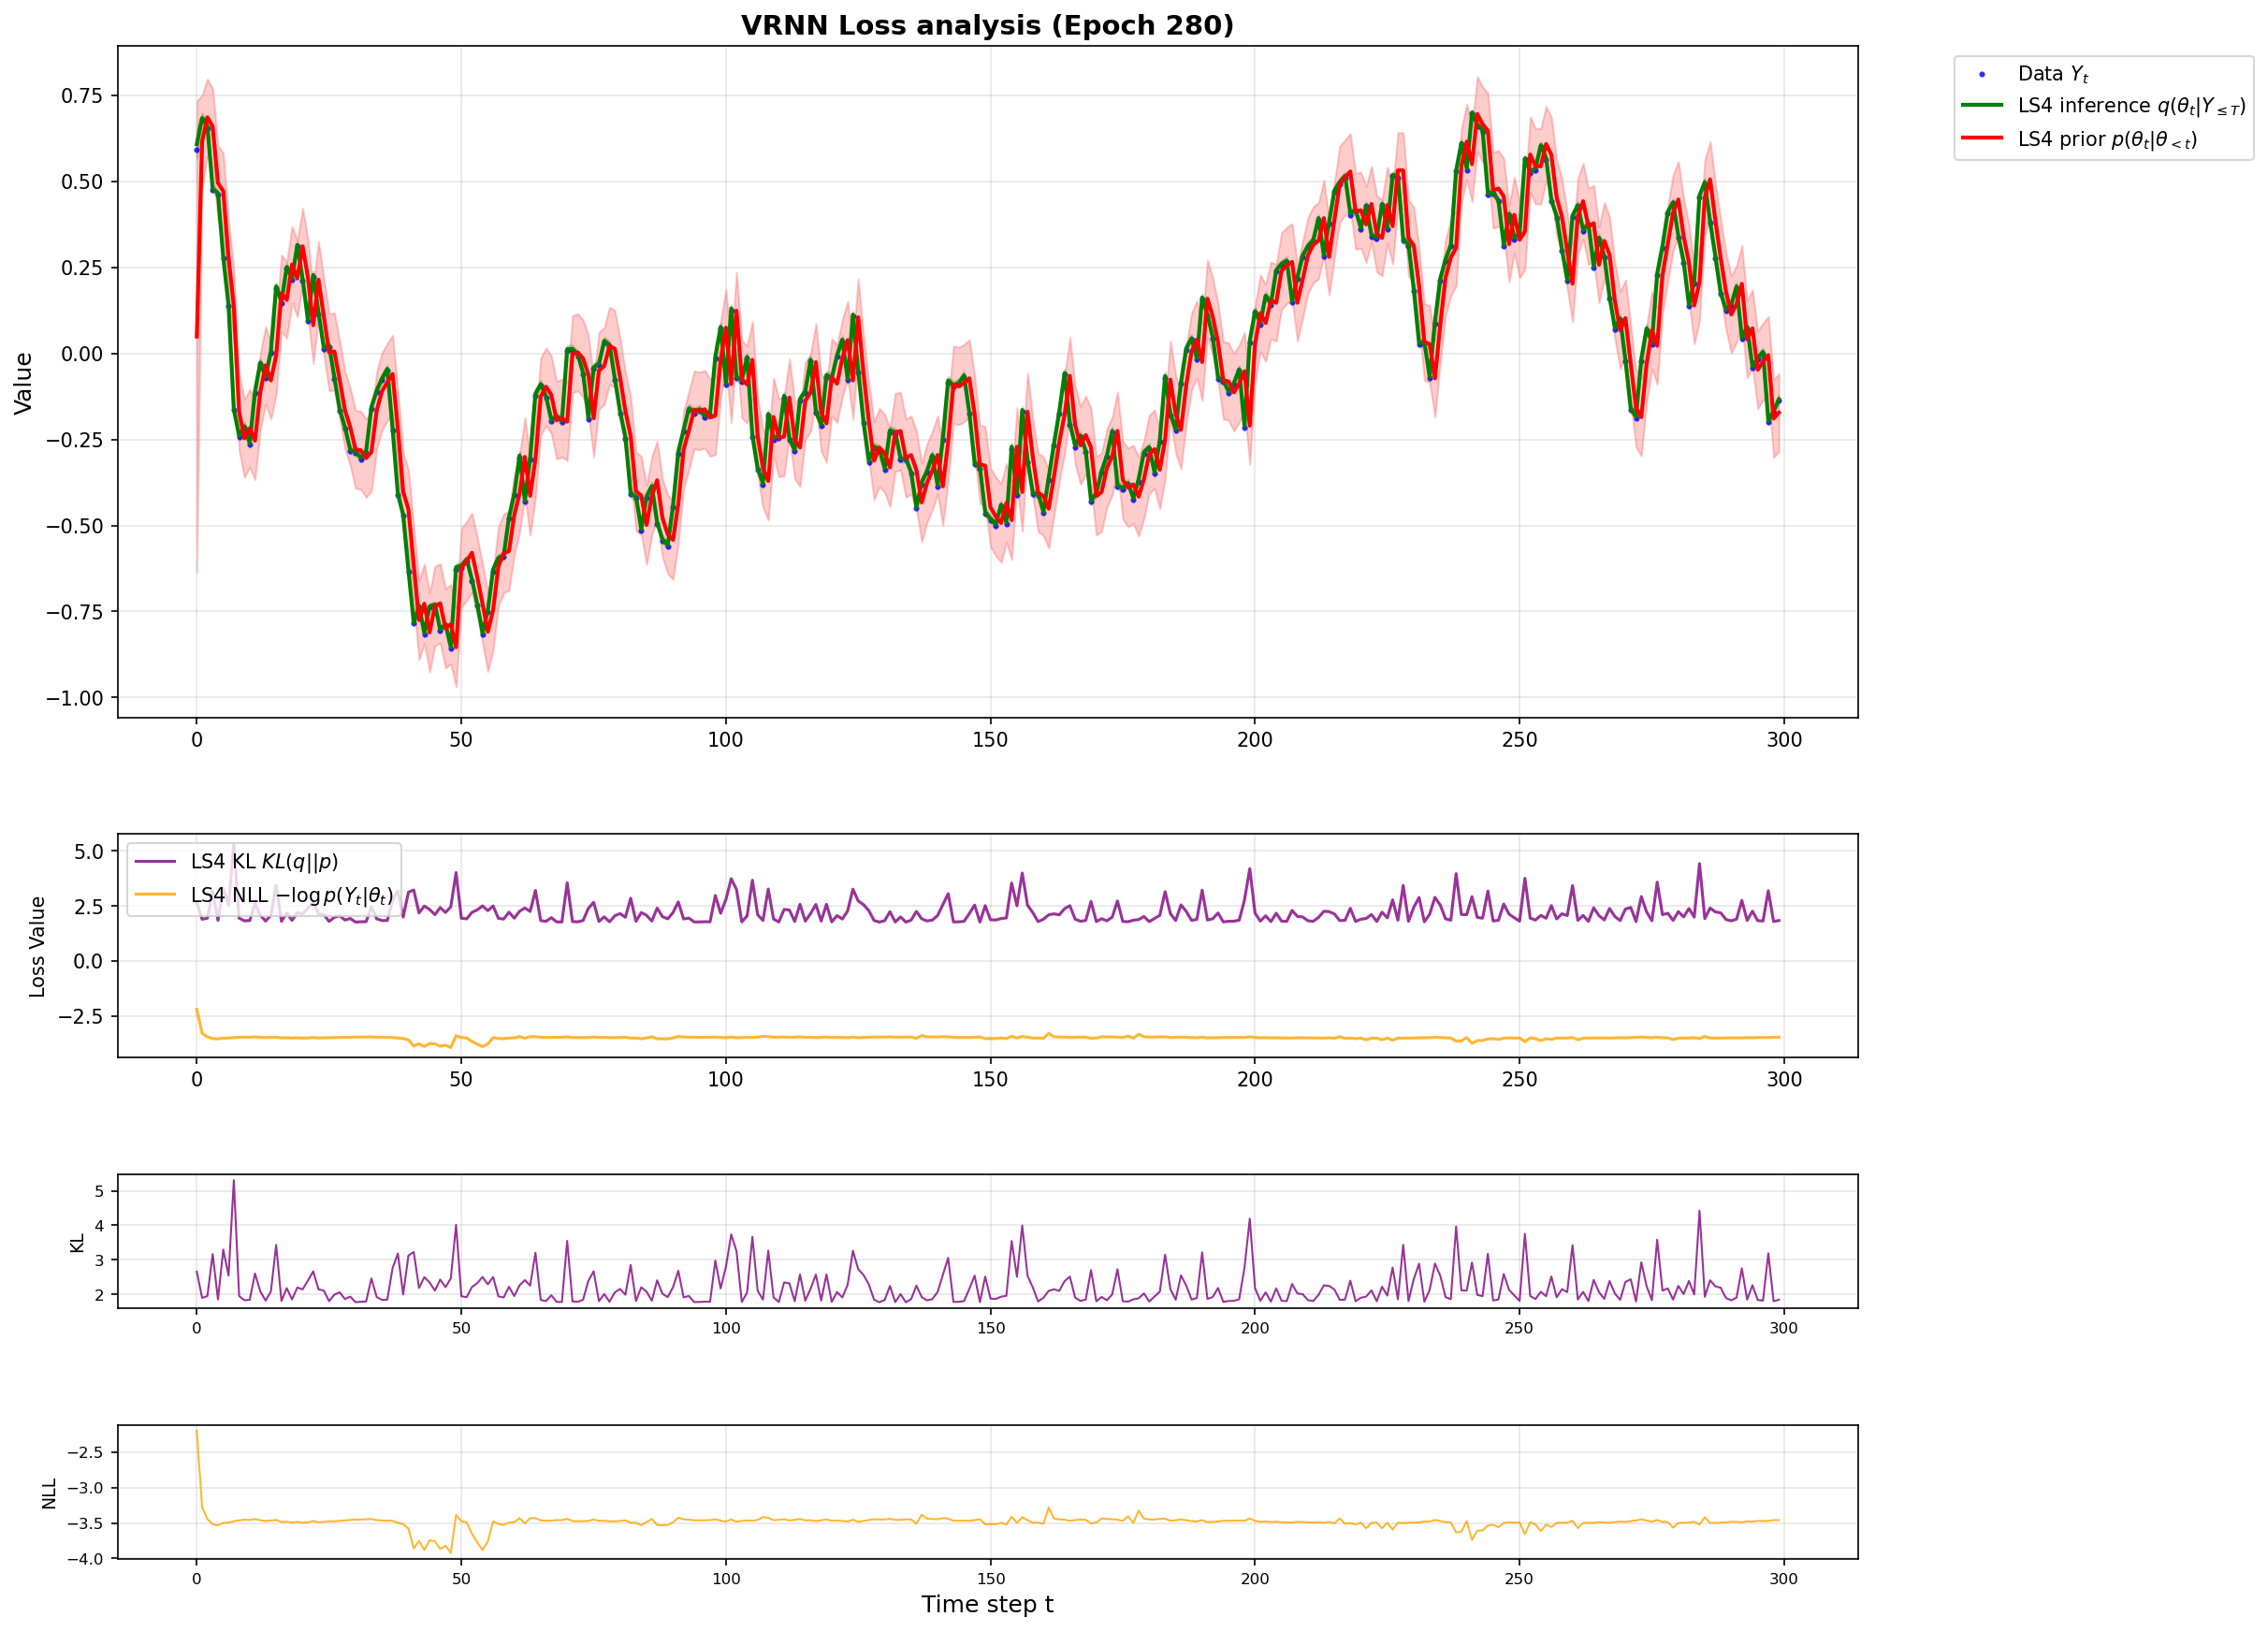 VRNN Loss analysis (Epoch 280)
Value
0.75
0.50
0.25
0.00
−0.25
−0.50
−0.75
−1.00
0 50 100 150 200 250 300
Data Y_t
LS4 inference q(θ_t|Y_≤T)
LS4 prior p(θ_t|θ_<t)
Loss Value
5.0
2.5
0.0
−2.5
LS4 KL KL(q||p)
LS4 NLL −log p(Y_t|θ_t)
0 50 100 150 200 250 300
KL
5
4
3
2
0 50 100 150 200 250 300
NLL
−2.5
−3.0
−3.5
−4.0
0 50 100 150 200 250 300
Time step t